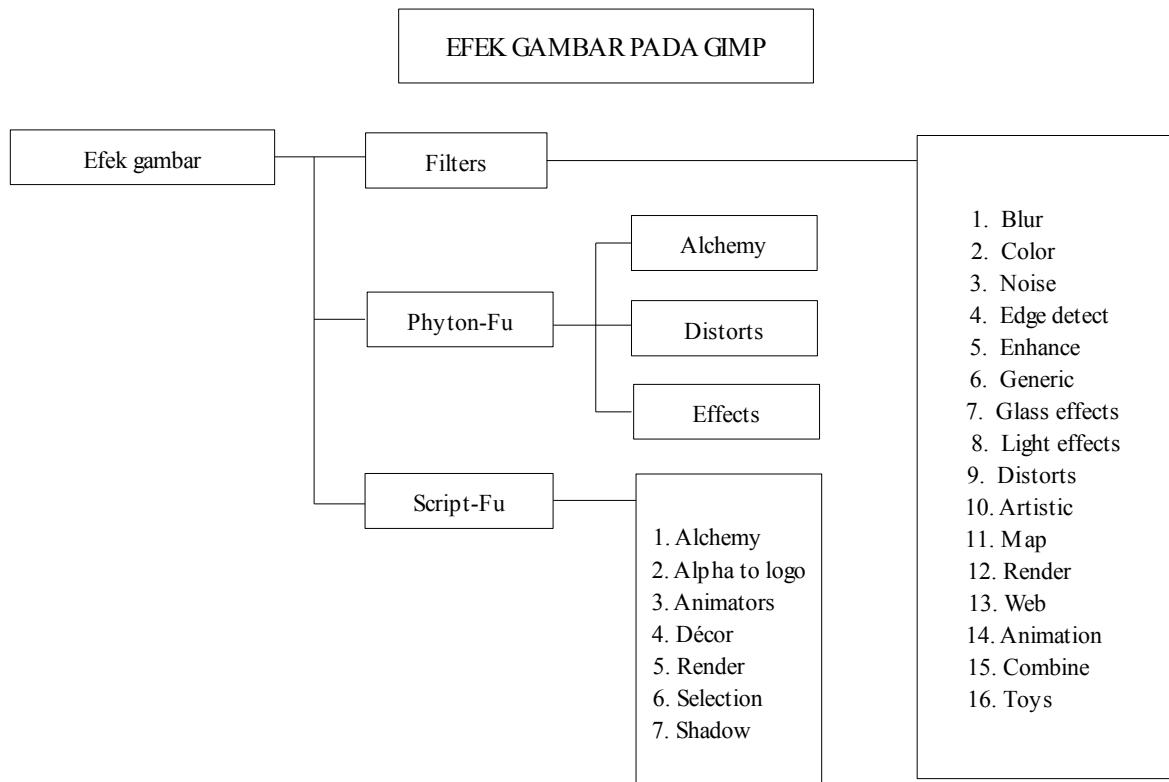 EFEK GAMBAR PADA GIMP
Efek gambar
Filters
Phyton-Fu
Alchemy
Distorts
Effects
Script-Fu
1. Alchemy
2. Alpha to logo
3. Animators
4. Décor
5. Render
6. Selection
7. Shadow
1. Blur
2. Color
3. Noise
4. Edge detect
5. Enhance
6. Generic
7. Glass effects
8. Light effects
9. Distorts
10. Artistic
11. Map
12. Render
13. Web
14. Animation
15. Combine
16. Toys